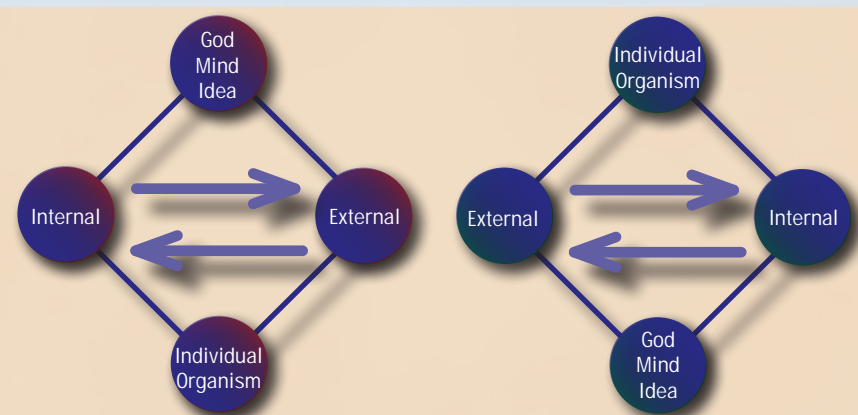 God
Mind
Idea
Internal
External
Individual
Organism
Individual
Organism
External
Internal
God
Mind
Idea